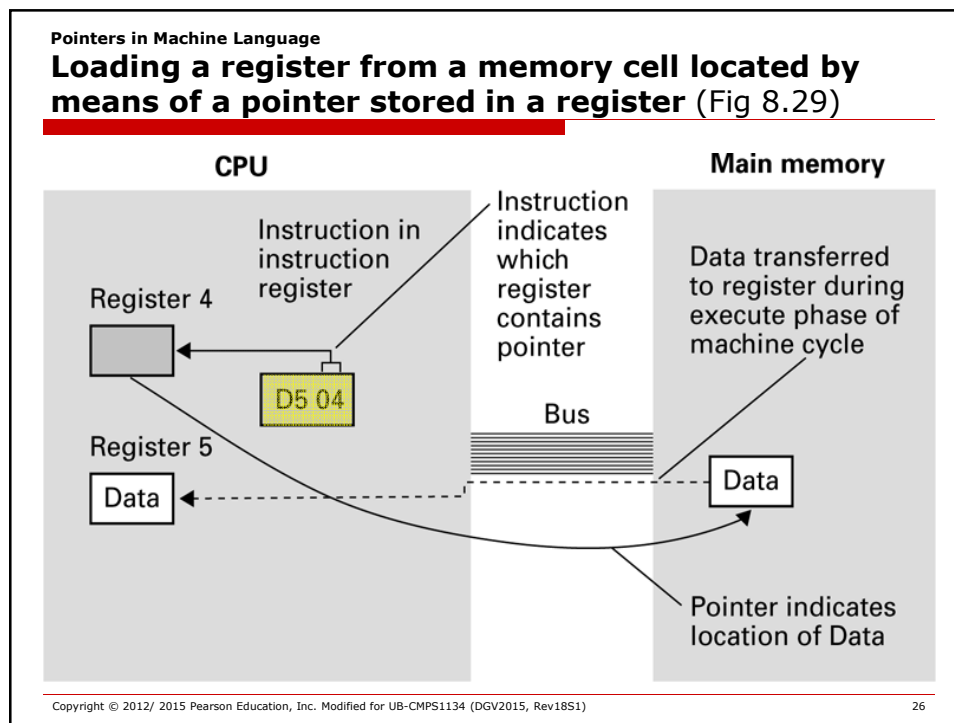 Pointers in Machine Language
Loading a register from a memory cell located by
means of a pointer stored in a register (Fig 8.29)
CPU
Main memory
Instruction in
instruction
register
Instruction
indicates
which
register
contains
pointer
Data transferred
to register during
execute phase of
machine cycle
Register 4
D5 04
Bus
Register 5
Data
Data
Pointer indicates
location of Data
Copyright © 2012/ 2015 Pearson Education, Inc. Modified for UB-CMPS1134 (DGV2015, Rev18S1)
26